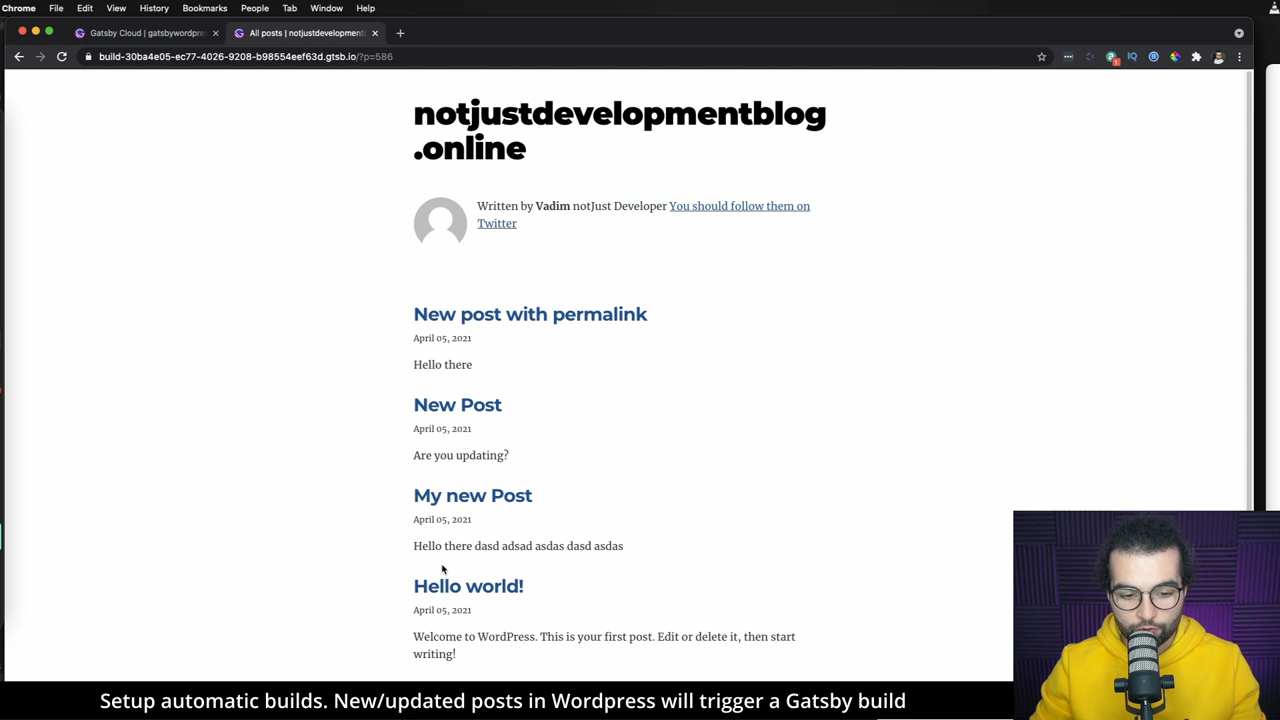 Chrome File Edit View History Bookmarks People Tab Window Help
Gatsby Cloud | gatsbywordpre
All posts | notjustdevelopment
build-30ba4e05-ec77-4026-9208-b98554eef63d.gtsb.io/?p=586
notjustdevelopmentblog
.online
Written by Vadim notJust Developer You should follow them on
Twitter
New post with permalink
April 05, 2021
Hello there
New Post
April 05, 2021
Are you updating?
My new Post
April 05, 2021
Hello there dasd adsad asdas dasd asdas
Hello world!
April 05, 2021
Welcome to WordPress. This is your first post. Edit or delete it, then start
writing!
Setup automatic builds. New/updated posts in Wordpress will trigger a Gatsby build